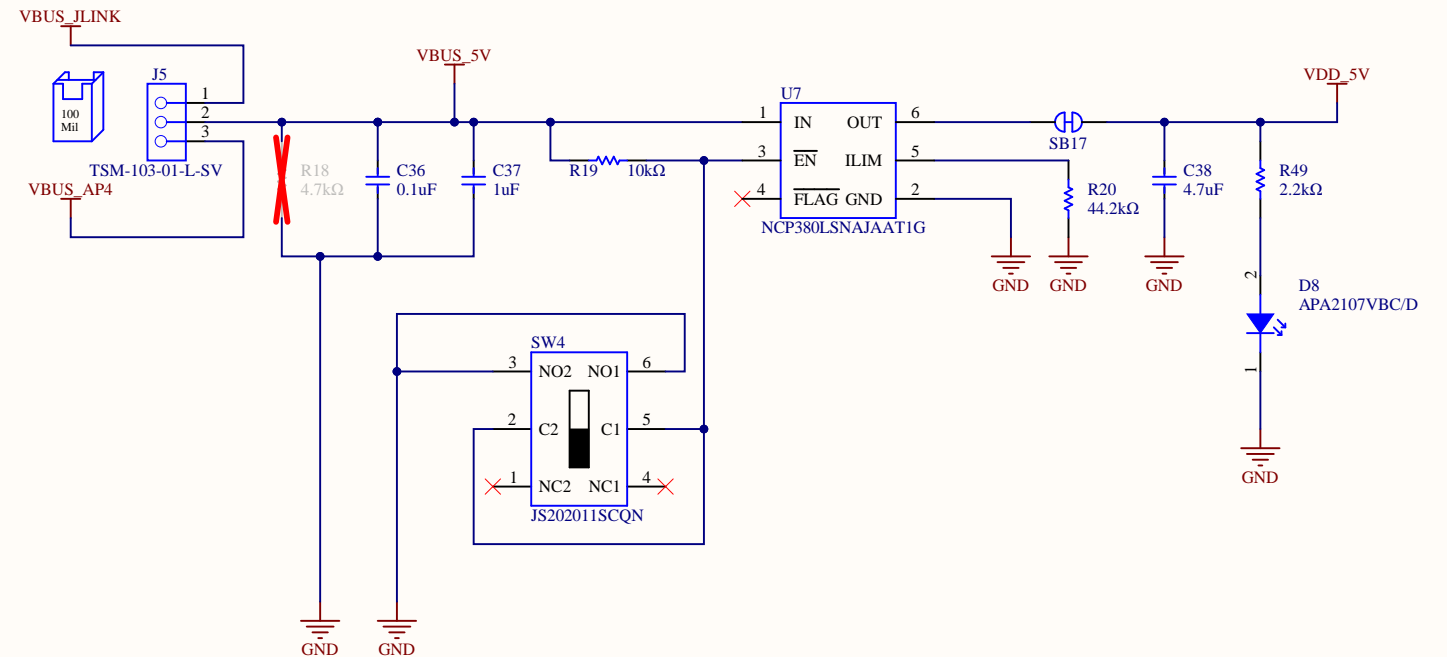 VBUS_JLINK
VBUS_5V
VDD_5V
J5
100
Mil
1
2
3
TSM-103-01-L-SV
VBUS_AP4
R18
4.7kΩ
C36
0.1uF
C37
1uF
R19
10kΩ
U7
1
IN
OUT
6
3
EN
ILIM
5
4
FLAG
GND
2
NCP380LSNAJAAT1G
SB17
C38
4.7uF
R49
2.2kΩ
R20
44.2kΩ
GND
GND
GND
2
D8
APA2107VBC/D
1
GND
SW4
3
NO2
NO1
6
2
C2
C1
5
1
NC2
NC1
4
JS202011SCQN
GND
GND